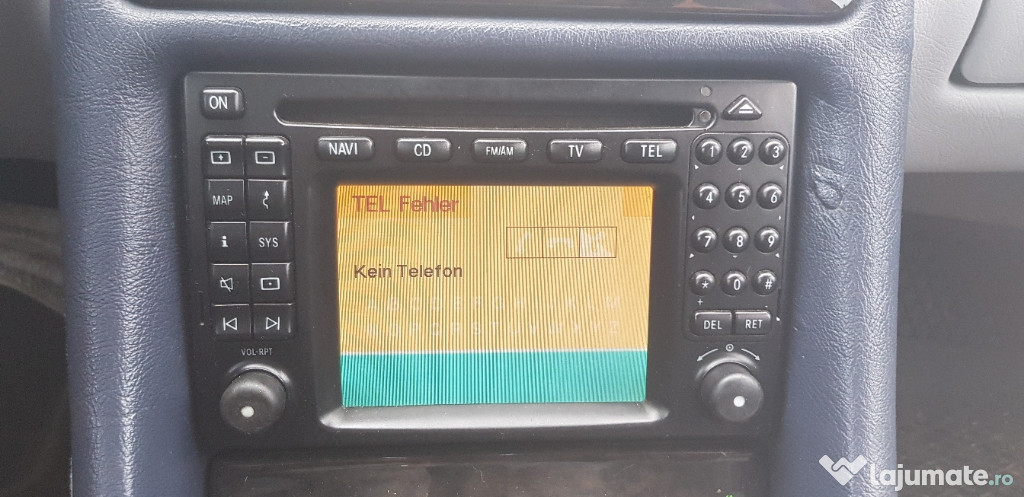 ON
NAVI CD FM/AM TV TEL
1 2 3
MAP
4 5 6
i SYS
7 8 9
* 0 #
+ +
DEL RET
VOL-RPT
TEL Fehler
Kein Telefon
lajumate.ro